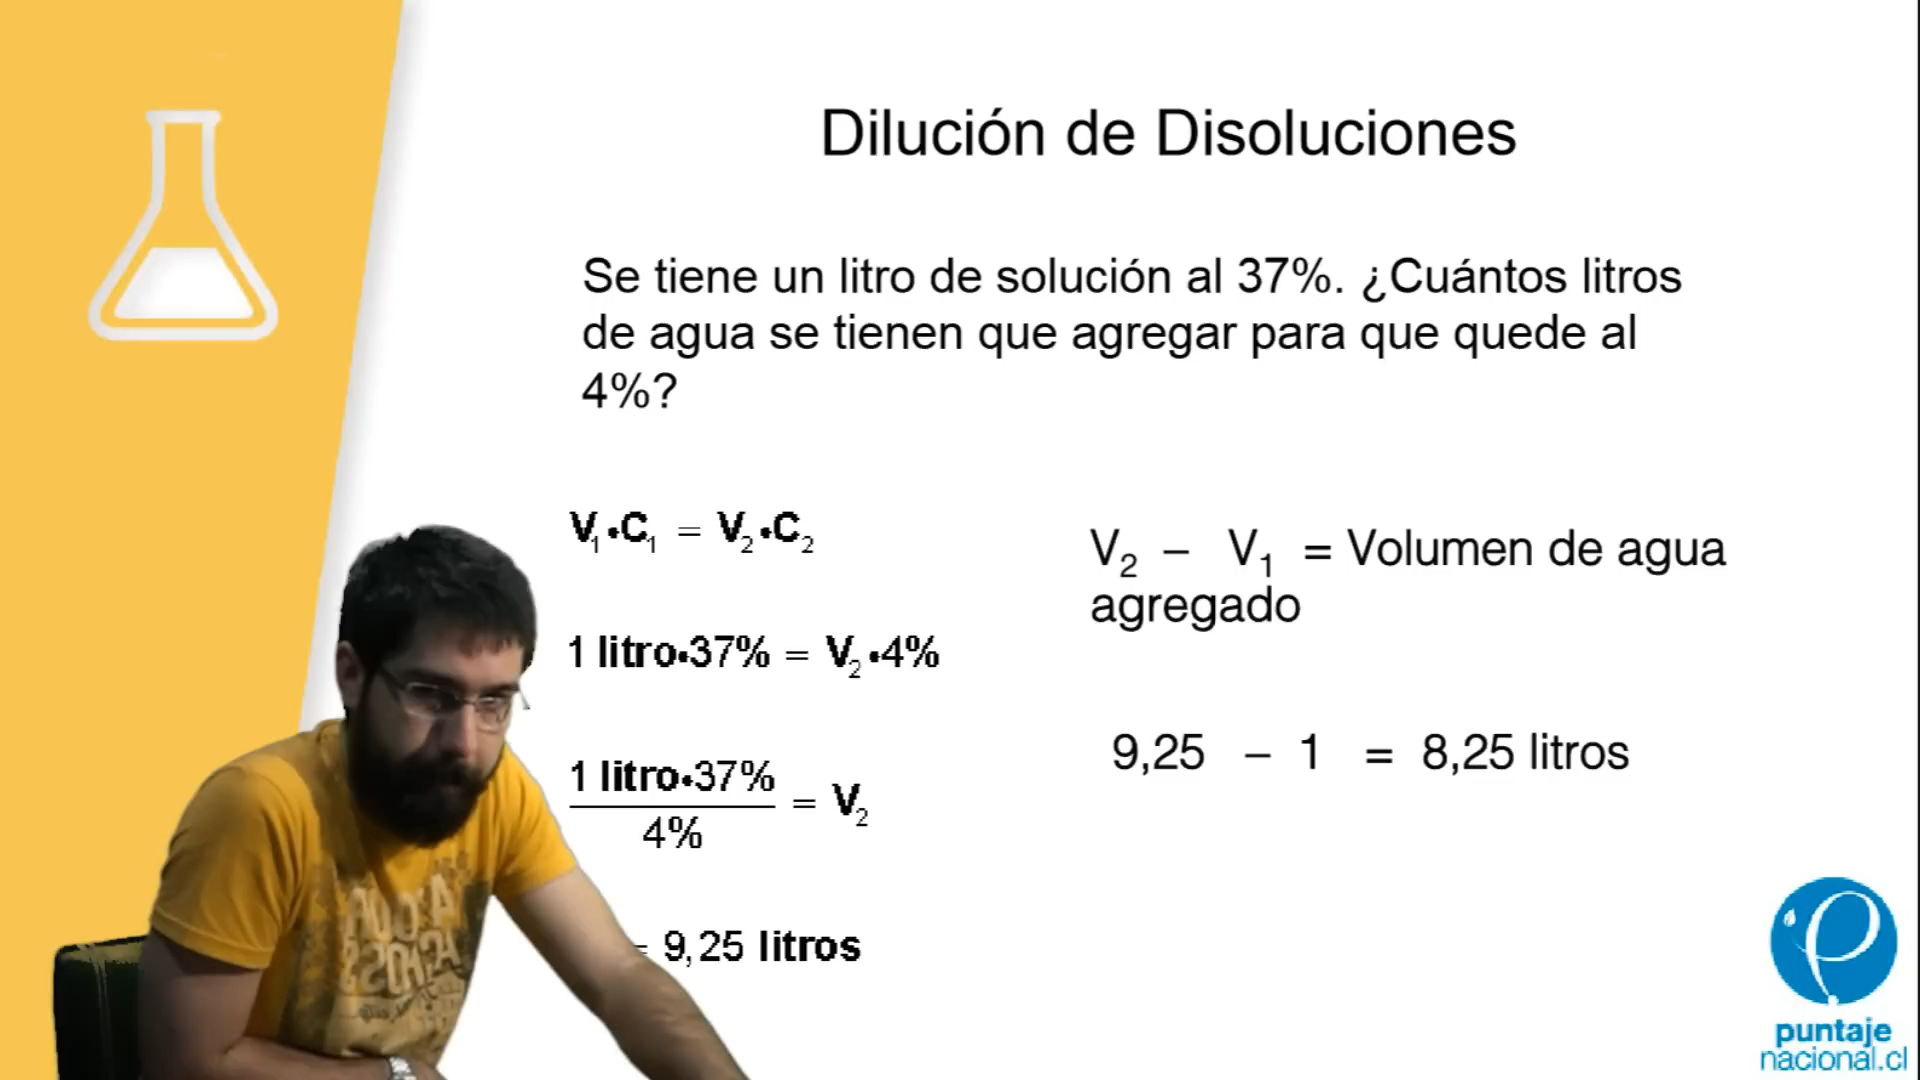 Dilución de Disoluciones
Se tiene un litro de solución al 37%. ¿Cuántos litros
de agua se tienen que agregar para que quede al
4%?
V₁•C₁ = V₂•C₂
1 litro•37% = V₂•4%
1 litro•37%
4%
= V₂
= 9,25 litros
V₂ – V₁ = Volumen de agua
agregado
9,25 – 1 = 8,25 litros
puntaje
nacional.cl